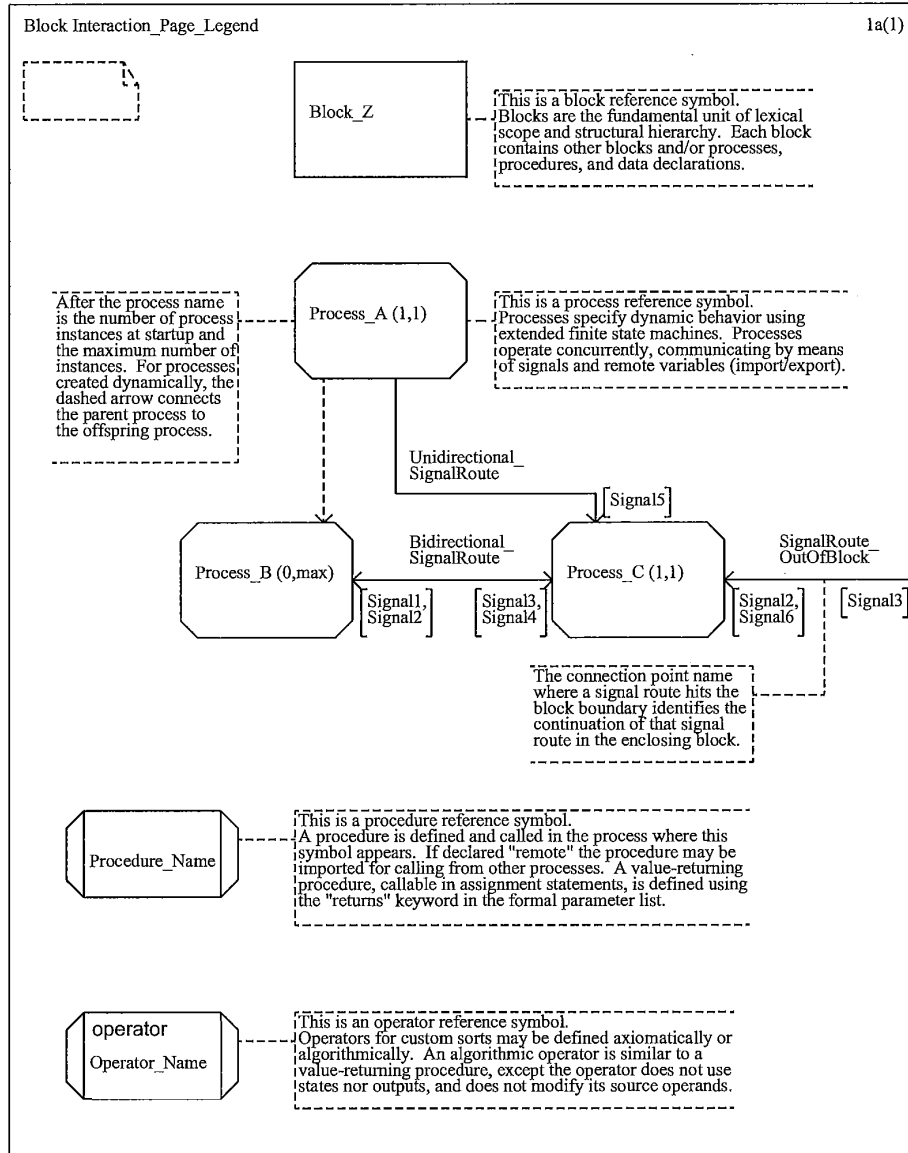 Block Interaction_Page_Legend
1a(1)
Block_Z
This is a block reference symbol.
Blocks are the fundamental unit of lexical
scope and structural hierarchy. Each block
contains other blocks and/or processes,
procedures, and data declarations.
After the process name
is the number of process
instances at startup and
the maximum number of
instances. For processes
created dynamically, the
dashed arrow connects
the parent process to
the offspring process.
Process_A (1,1)
This is a process reference symbol.
Processes specify dynamic behavior using
extended finite state machines. Processes
operate concurrently, communicating by means
of signals and remote variables (import/export).
Unidirectional_
SignalRoute
[Signal5]
Process_B (0,max)
Bidirectional_
SignalRoute
Process_C (1,1)
SignalRoute_
OutOfBlock
[Signal1,
Signal2]
[Signal3,
Signal4]
[Signal2,
Signal6]
[Signal3]
The connection point name
where a signal route hits the
block boundary identifies the
continuation of that signal
route in the enclosing block.
Procedure_Name
This is a procedure reference symbol.
A procedure is defined and called in the process where this
symbol appears. If declared "remote" the procedure may be
imported for calling from other processes. A value-returning
procedure, callable in assignment statements, is defined using
the "returns" keyword in the formal parameter list.
operator
Operator_Name
This is an operator reference symbol.
Operators for custom sorts may be defined axiomatically or
algorithmically. An algorithmic operator is similar to a
value-returning procedure, except the operator does not use
states nor outputs, and does not modify its source operands.